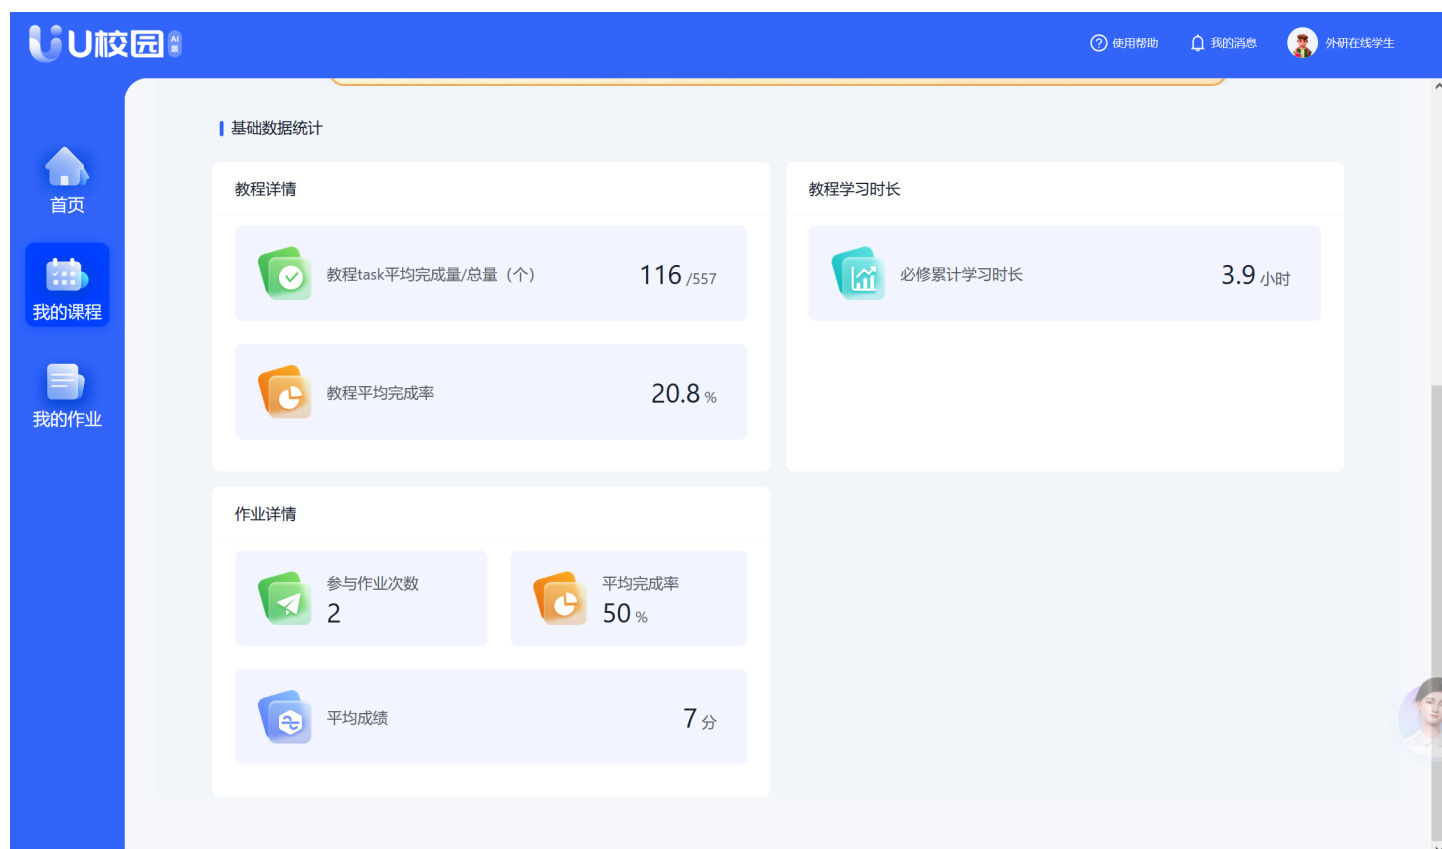 U校园 AI版
使用帮助
我的消息
外研在线学生
首页
我的课程
我的作业
基础数据统计
教程详情
教程task平均完成量/总量（个）
116 /557
教程平均完成率
20.8 %
教程学习时长
必修累计学习时长
3.9 小时
作业详情
参与作业次数
2
平均完成率
50 %
平均成绩
7 分